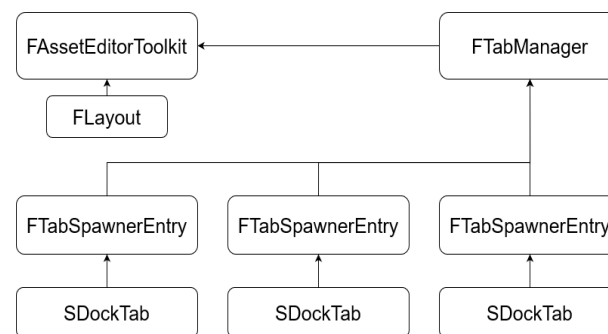 FAssetEditorToolkit
FTabManager
FLayout
FTabSpawnerEntry
FTabSpawnerEntry
FTabSpawnerEntry
SDockTab
SDockTab
SDockTab